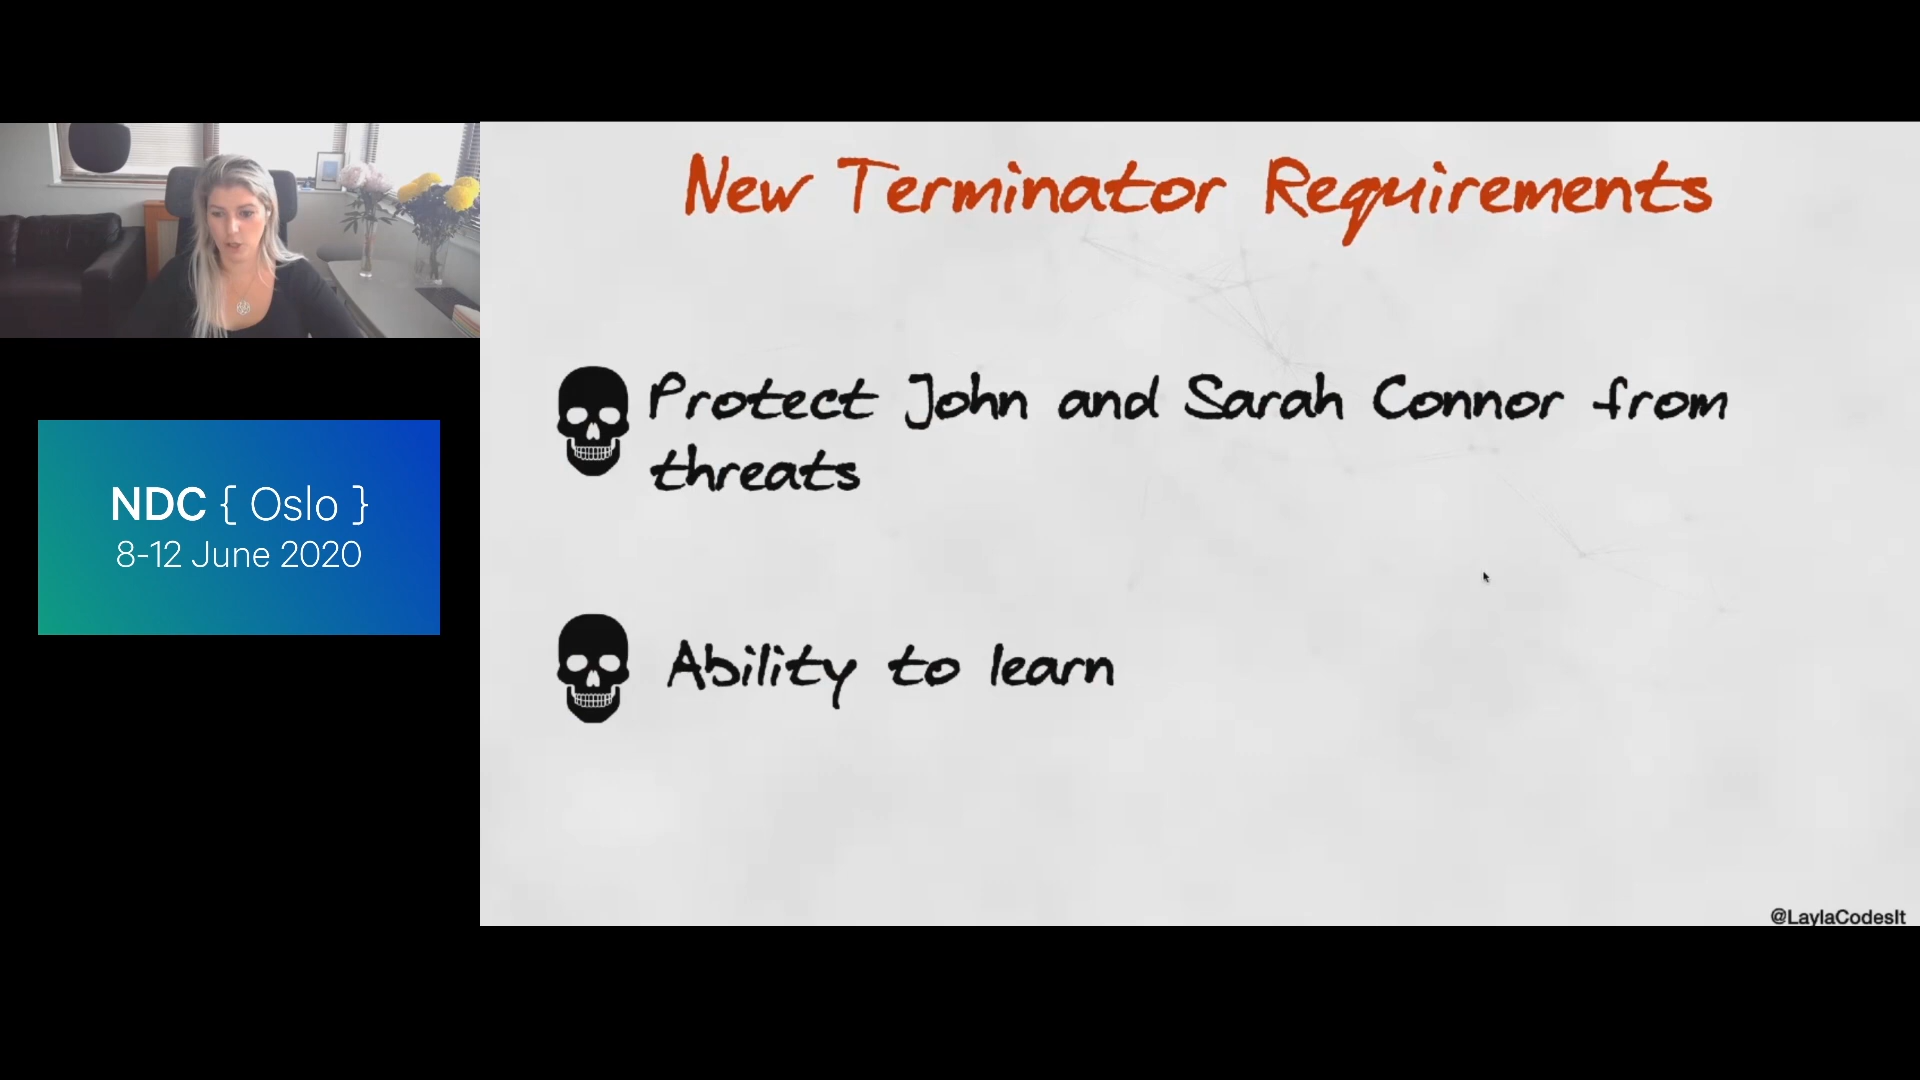 New Terminator Requirements
Protect John and Sarah Connor from
threats
Ability to learn
NDC { Oslo }
8-12 June 2020
@LaylaCodesIt